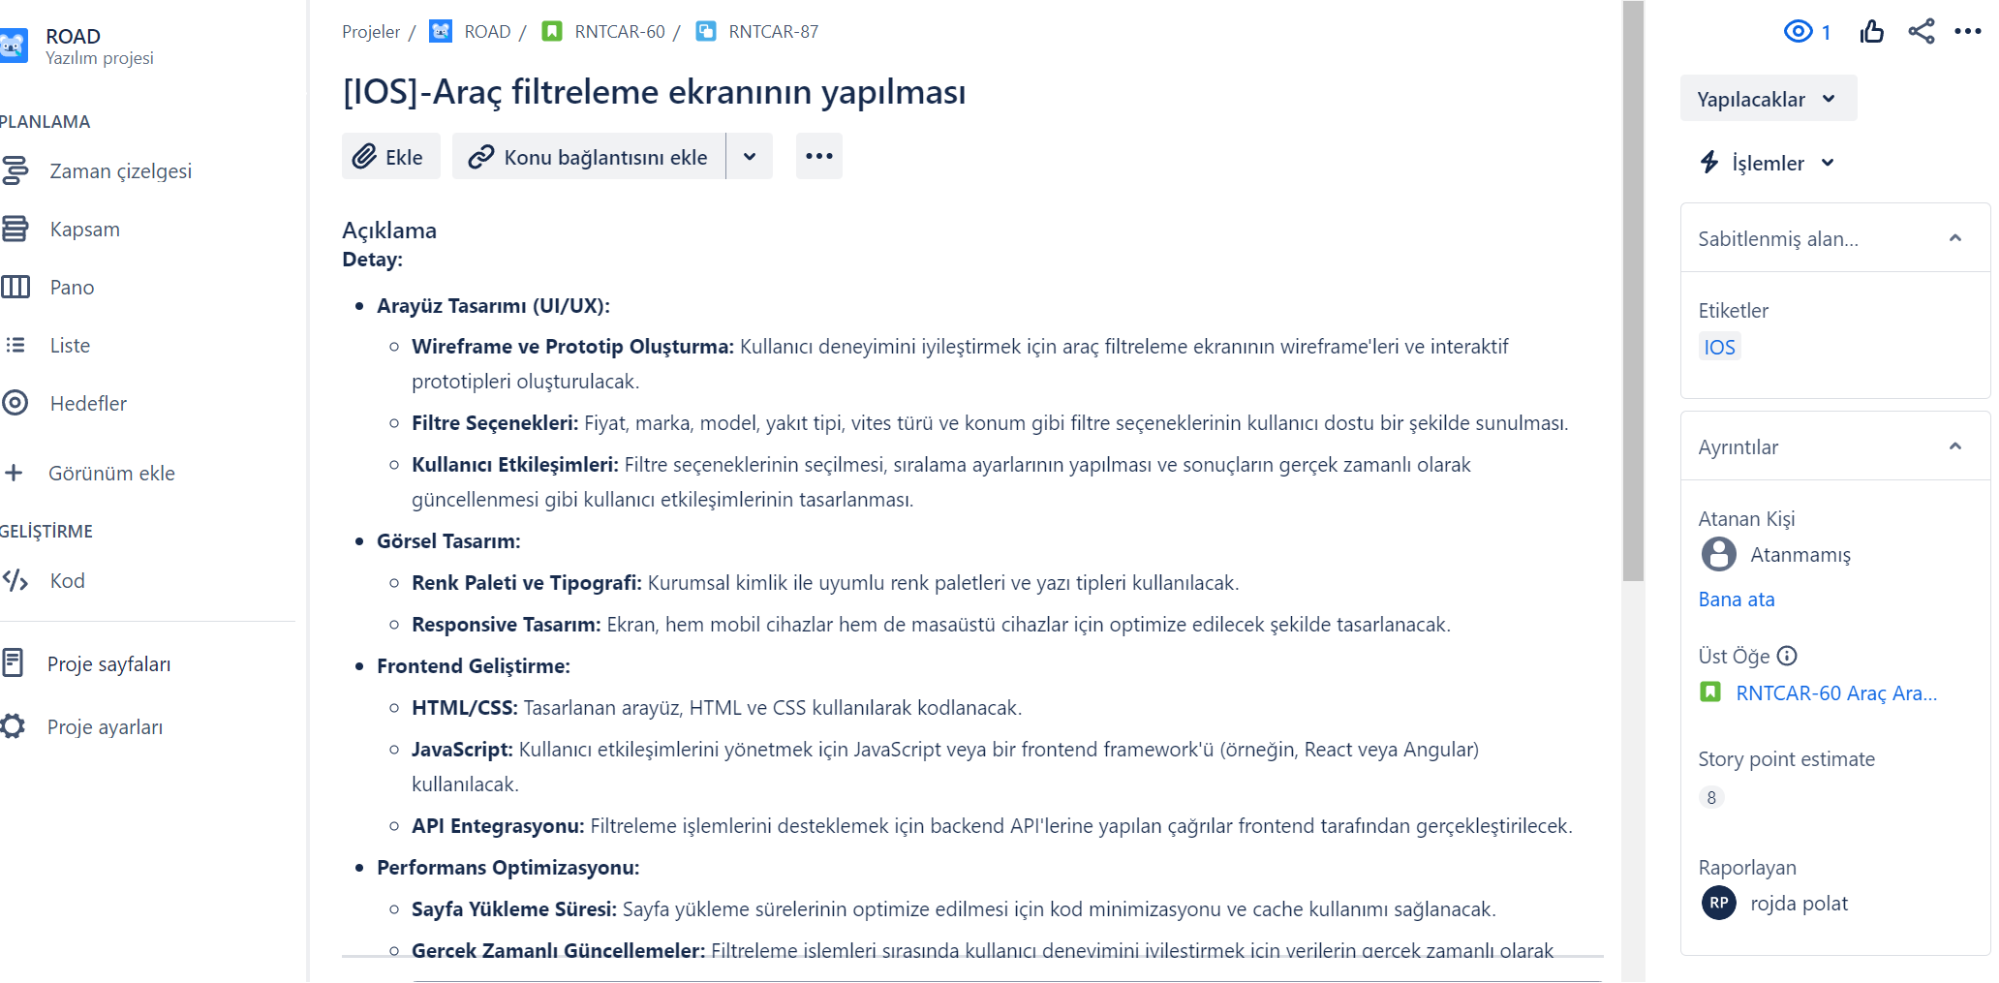 ROAD
Yazılım projesi
PLANLAMA
Zaman çizelgesi
Kapsam
Pano
Liste
Hedefler
Görünüm ekle
GELİŞTİRME
Kod
Proje sayfaları
Proje ayarları
Projeler / ROAD / RNTCAR-60 / RNTCAR-87
[IOS]-Araç filtreleme ekranının yapılması
Ekle
Konu bağlantısını ekle
Açıklama
Detay:
Arayüz Tasarımı (UI/UX):
Wireframe ve Prototip Oluşturma: Kullanıcı deneyimini iyileştirmek için araç filtreleme ekranının wireframe'leri ve interaktif
prototipleri oluşturulacak.
Filtre Seçenekleri: Fiyat, marka, model, yakıt tipi, vites türü ve konum gibi filtre seçeneklerinin kullanıcı dostu bir şekilde sunulması.
Kullanıcı Etkileşimleri: Filtre seçeneklerinin seçilmesi, sıralama ayarlarının yapılması ve sonuçların gerçek zamanlı olarak
güncellenmesi gibi kullanıcı etkileşimlerinin tasarlanması.
Görsel Tasarım:
Renk Paleti ve Tipografi: Kurumsal kimlik ile uyumlu renk paletleri ve yazı tipleri kullanılacak.
Responsive Tasarım: Ekran, hem mobil cihazlar hem de masaüstü cihazlar için optimize edilecek şekilde tasarlanacak.
Frontend Geliştirme:
HTML/CSS: Tasarlanan arayüz, HTML ve CSS kullanılarak kodlanacak.
JavaScript: Kullanıcı etkileşimlerini yönetmek için JavaScript veya bir frontend framework'ü (örneğin, React veya Angular)
kullanılacak.
API Entegrasyonu: Filtreleme işlemlerini desteklemek için backend API'lerine yapılan çağrılar frontend tarafından gerçekleştirilecek.
Performans Optimizasyonu:
Sayfa Yükleme Süresi: Sayfa yükleme sürelerinin optimize edilmesi için kod minimizasyonu ve cache kullanımı sağlanacak.
Gerçek Zamanlı Güncellemeler: Filtreleme işlemleri sırasında kullanıcı deneyimini iyileştirmek için verilerin gerçek zamanlı olarak
1
Yapılacaklar
İşlemler
Sabitlenmiş alan...
Etiketler
IOS
Ayrıntılar
Atanan Kişi
Atanmamış
Bana ata
Üst Öğe
RNTCAR-60 Araç Ara...
Story point estimate
8
Raporlayan
RP rojda polat